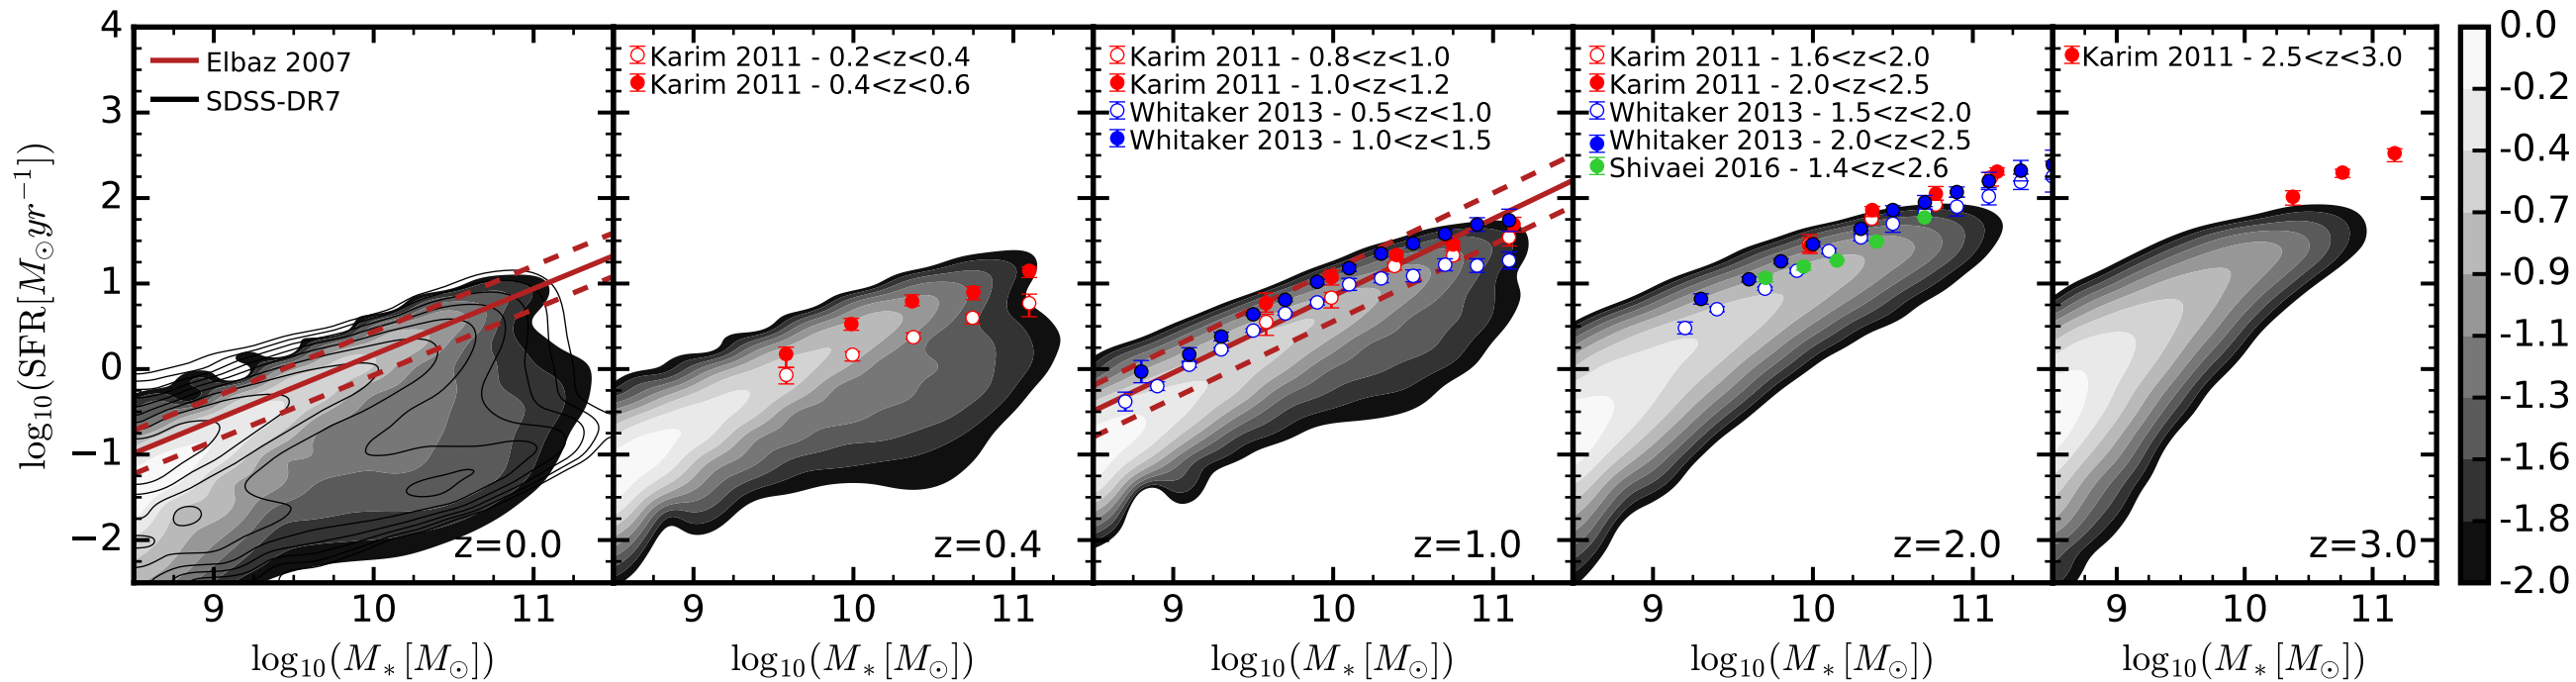 4
3
2
1
0
−1
−2
log₁₀(SFR[M⊙yr⁻¹])
Elbaz 2007
SDSS-DR7
z=0.0
9 10 11
log₁₀(M∗[M⊙])
Karim 2011 - 0.2<z<0.4
Karim 2011 - 0.4<z<0.6
z=0.4
9 10 11
log₁₀(M∗[M⊙])
Karim 2011 - 0.8<z<1.0
Karim 2011 - 1.0<z<1.2
Whitaker 2013 - 0.5<z<1.0
Whitaker 2013 - 1.0<z<1.5
z=1.0
9 10 11
log₁₀(M∗[M⊙])
Karim 2011 - 1.6<z<2.0
Karim 2011 - 2.0<z<2.5
Whitaker 2013 - 1.5<z<2.0
Whitaker 2013 - 2.0<z<2.5
Shivaei 2016 - 1.4<z<2.6
z=2.0
9 10 11
log₁₀(M∗[M⊙])
Karim 2011 - 2.5<z<3.0
z=3.0
9 10 11
log₁₀(M∗[M⊙])
0.0
-0.2
-0.4
-0.7
-0.9
-1.1
-1.3
-1.6
-1.8
-2.0